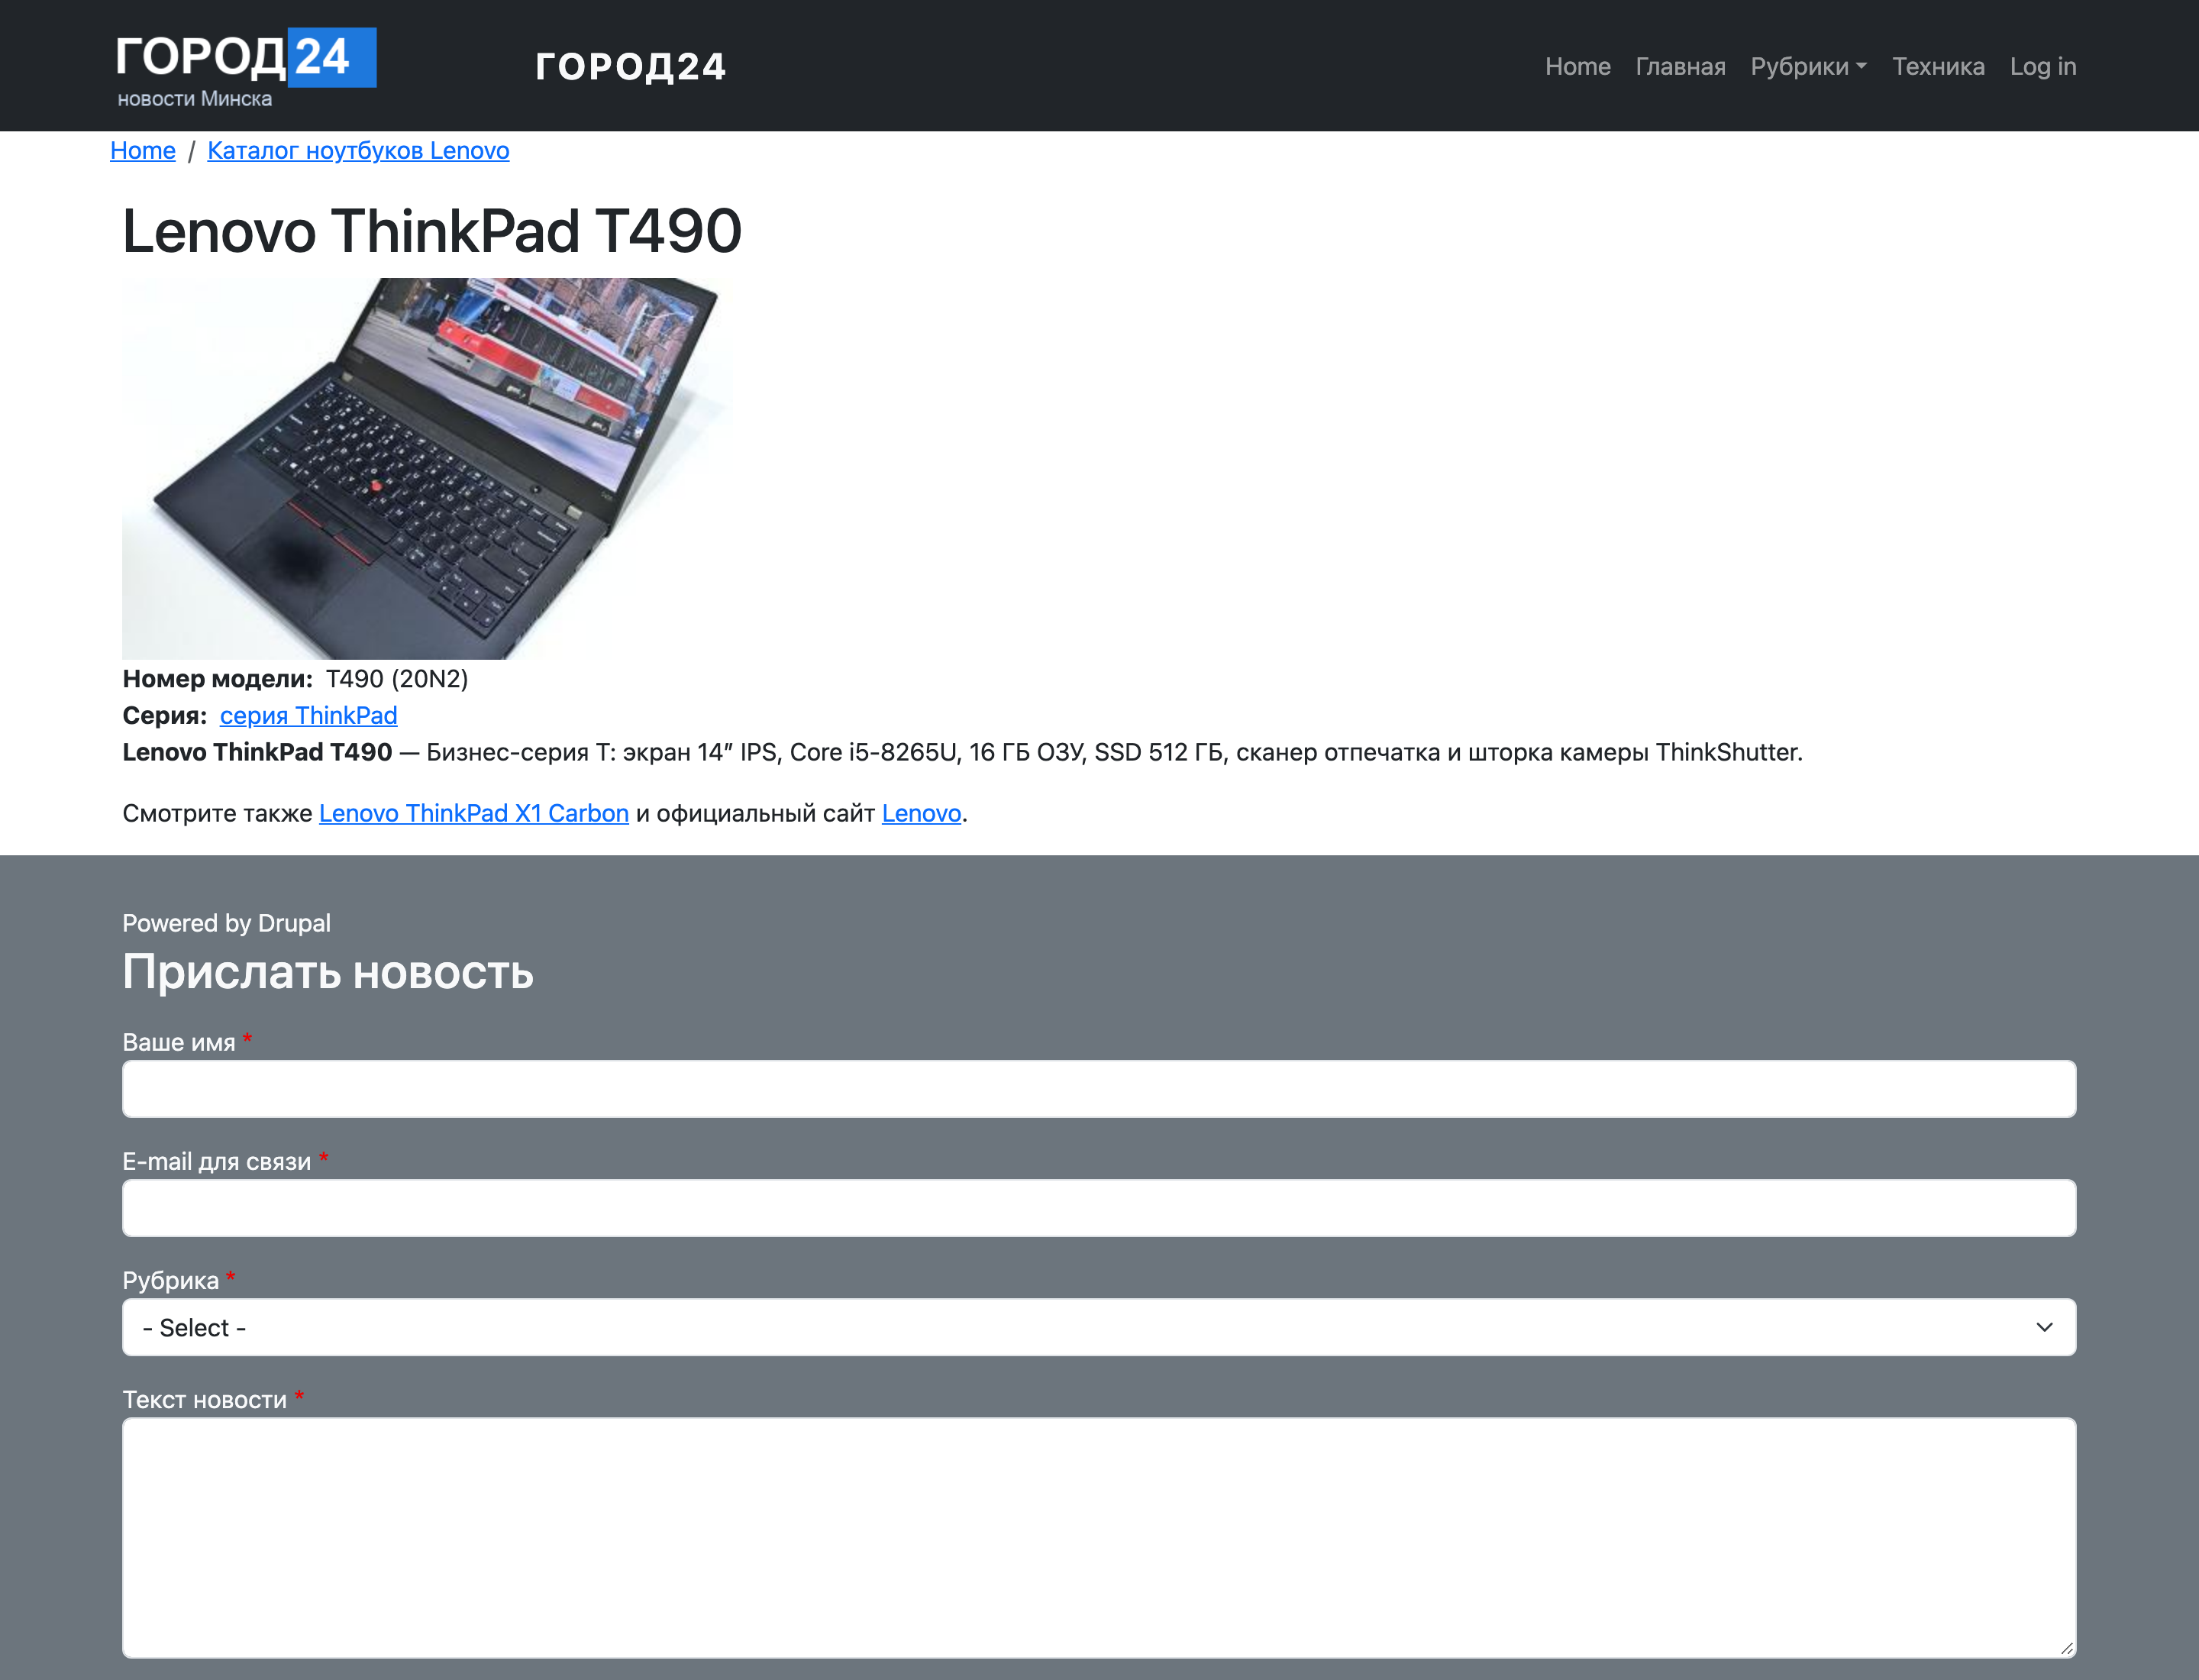 ГОРОД24
новости Минска
ГОРОД24
Home Главная Рубрики Техника Log in
Home / Каталог ноутбуков Lenovo
Lenovo ThinkPad T490
Номер модели: T490 (20N2)
Серия: серия ThinkPad
Lenovo ThinkPad T490 — Бизнес-серия T: экран 14″ IPS, Core i5-8265U, 16 ГБ ОЗУ, SSD 512 ГБ, сканер отпечатка и шторка камеры ThinkShutter.
Смотрите также Lenovo ThinkPad X1 Carbon и официальный сайт Lenovo.
Powered by Drupal
Прислать новость
Ваше имя *
E-mail для связи *
Рубрика *
- Select -
Текст новости *